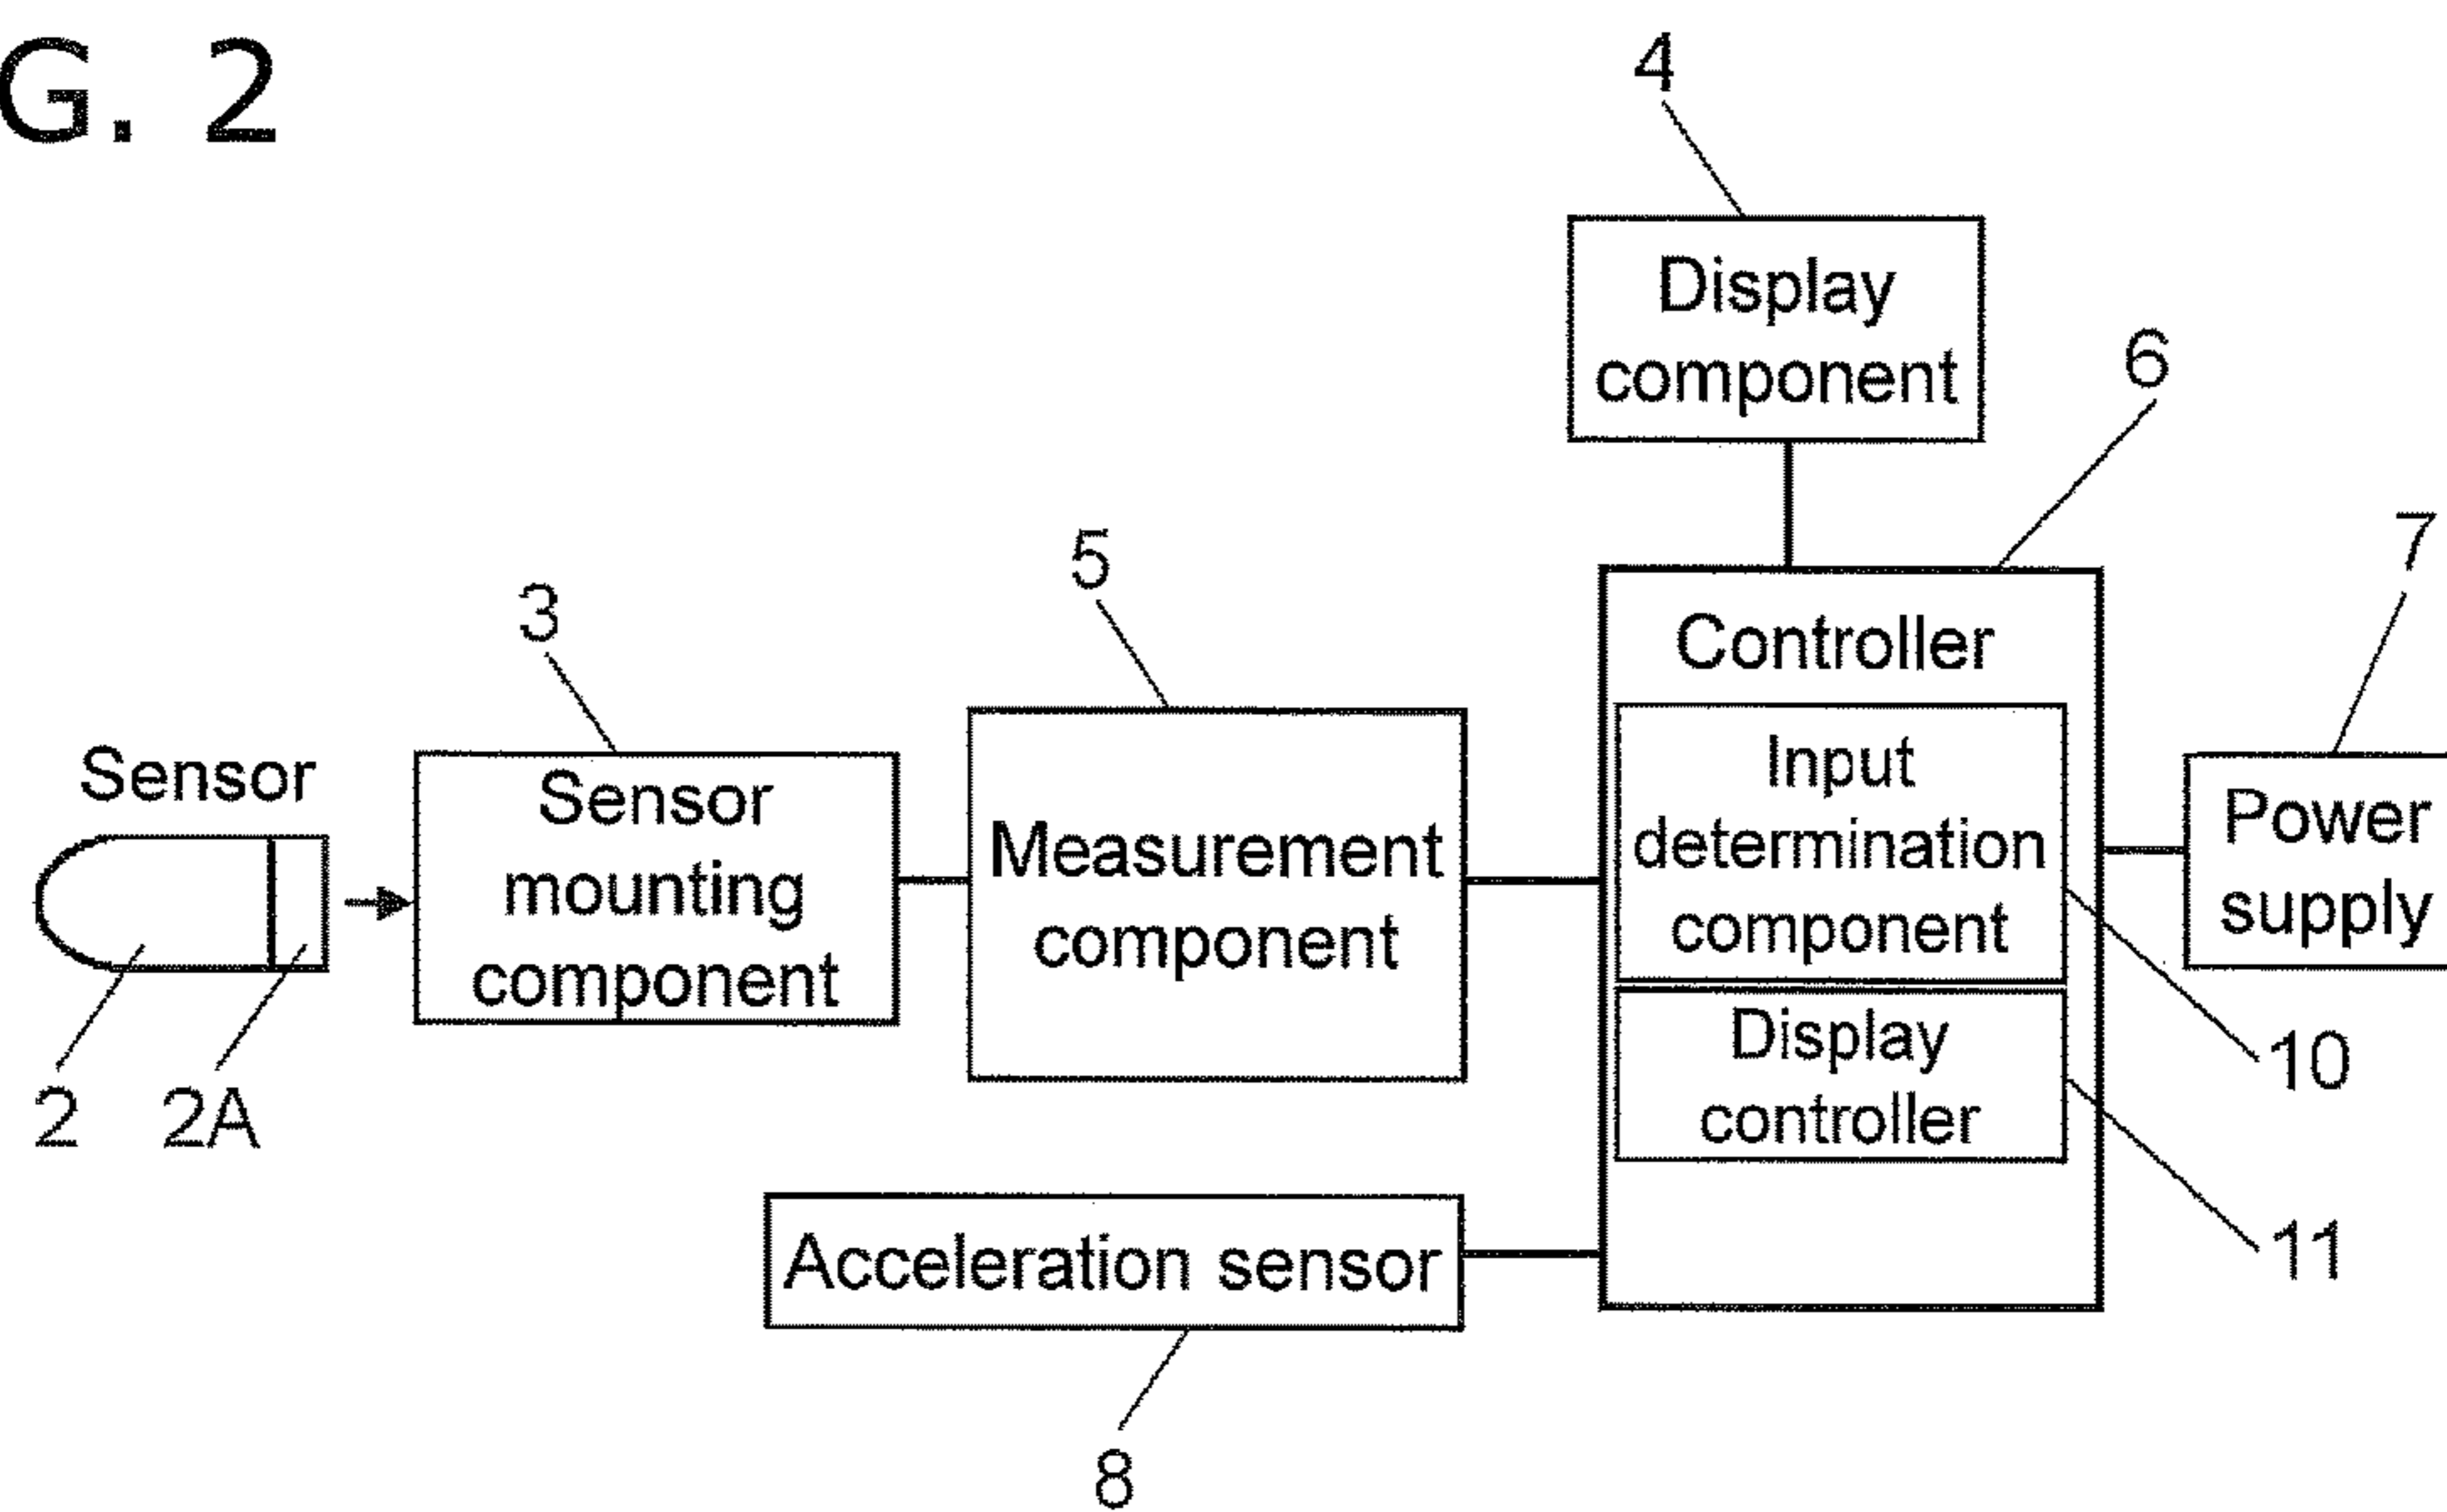 G. 2
4
Display
component
6
7
5
3
Controller
Sensor
Sensor
mounting
component
Measurement
component
Input
determination
component
Power
supply
Display
controller
10
2
2A
11
Acceleration sensor
8